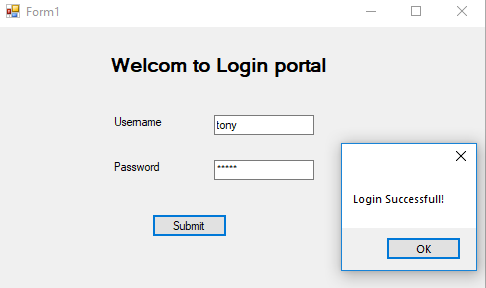 Form1
Welcom to Login portal
Username
tony
Password
*****
Login Successfull!
Submit
OK